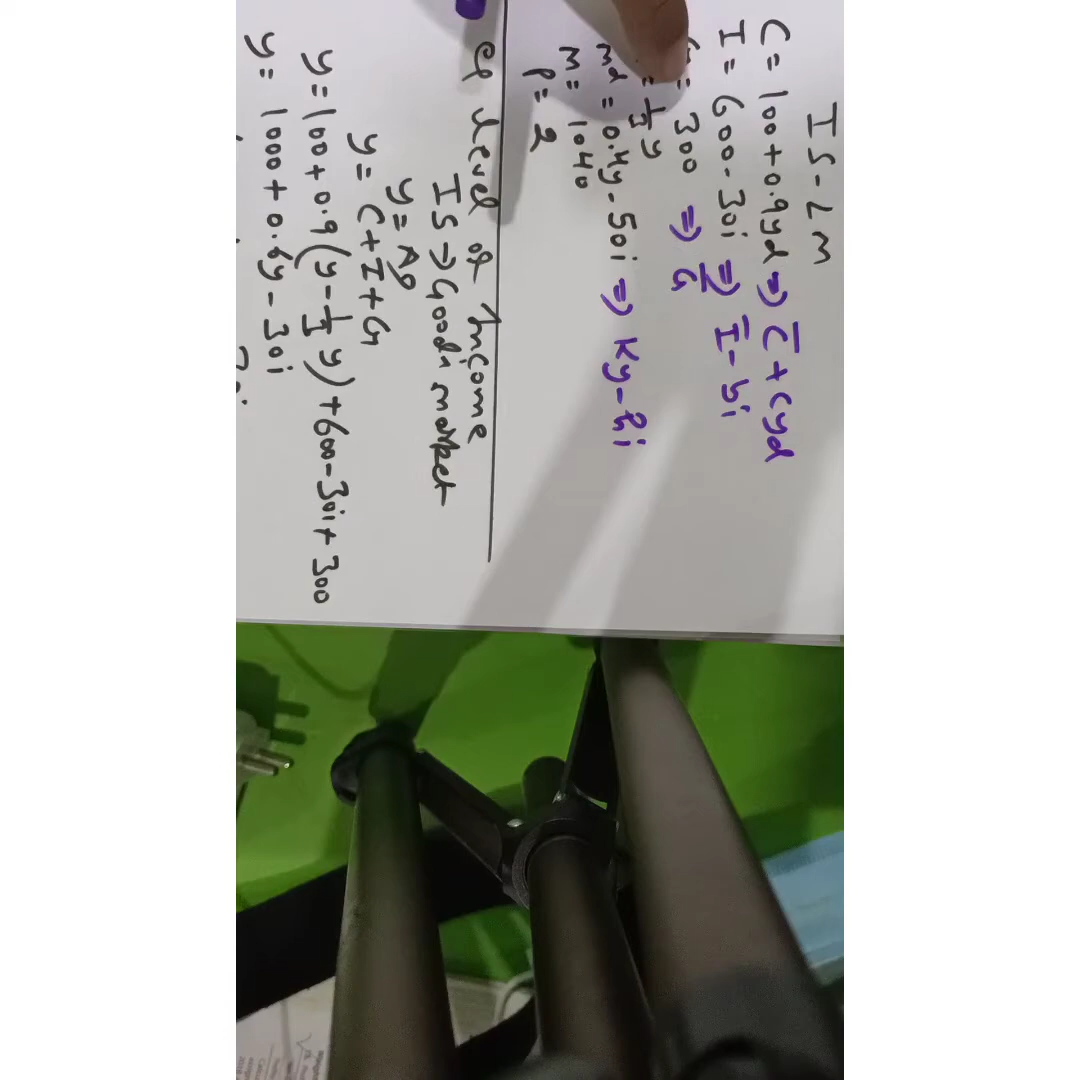 IS-LM
C = 100 + 0.9yd ⇒ C̅ + cyd
I = 600 - 30i ⇒ I̅ - bi
= 300 ⇒ G̅
= 1/3 y
md = 0.4y - 50i ⇒ Ky - hi
m = 1040
P = 2
level of Income
IS → Goods market
y = AD
y = C + I + G
y = 100 + 0.9(y - 1/3 y) + 600 - 30i + 300
y = 1000 + 0.6y - 30i